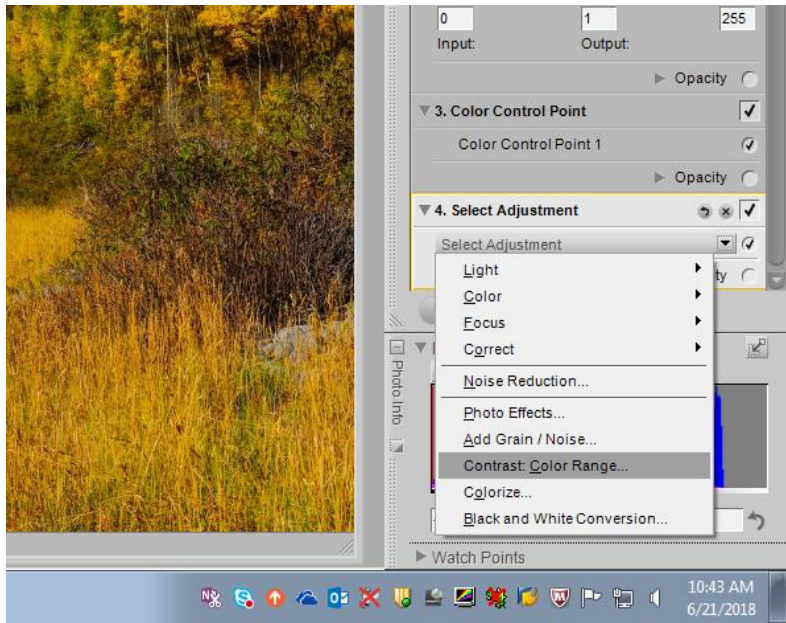 0 1 255
Input: Output:
Opacity
3. Color Control Point
Color Control Point 1
Opacity
4. Select Adjustment
Select Adjustment
Light
Color
Focus
Correct
Noise Reduction...
Photo Effects...
Add Grain / Noise...
Contrast: Color Range...
Colorize...
Black and White Conversion...
Photo Info
Watch Points
10:43 AM
6/21/2018